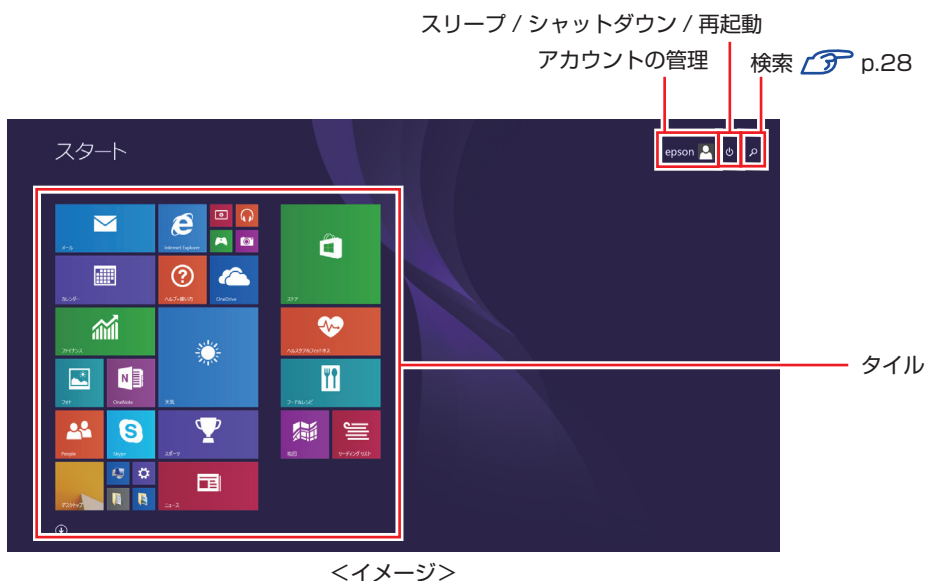 スリープ / シャットダウン / 再起動
アカウントの管理
検索 p.28
スタート
epson
メール
Internet Explorer
カレンダー
ヘルプ+使い方
OneDrive
ストア
ファイナンス
ヘルスケア&フィットネス
フォト
OneNote
天気
フード&レシピ
タイル
People
Skype
スポーツ
地図
リーディング リスト
デスクトップ
ニュース
<イメージ>